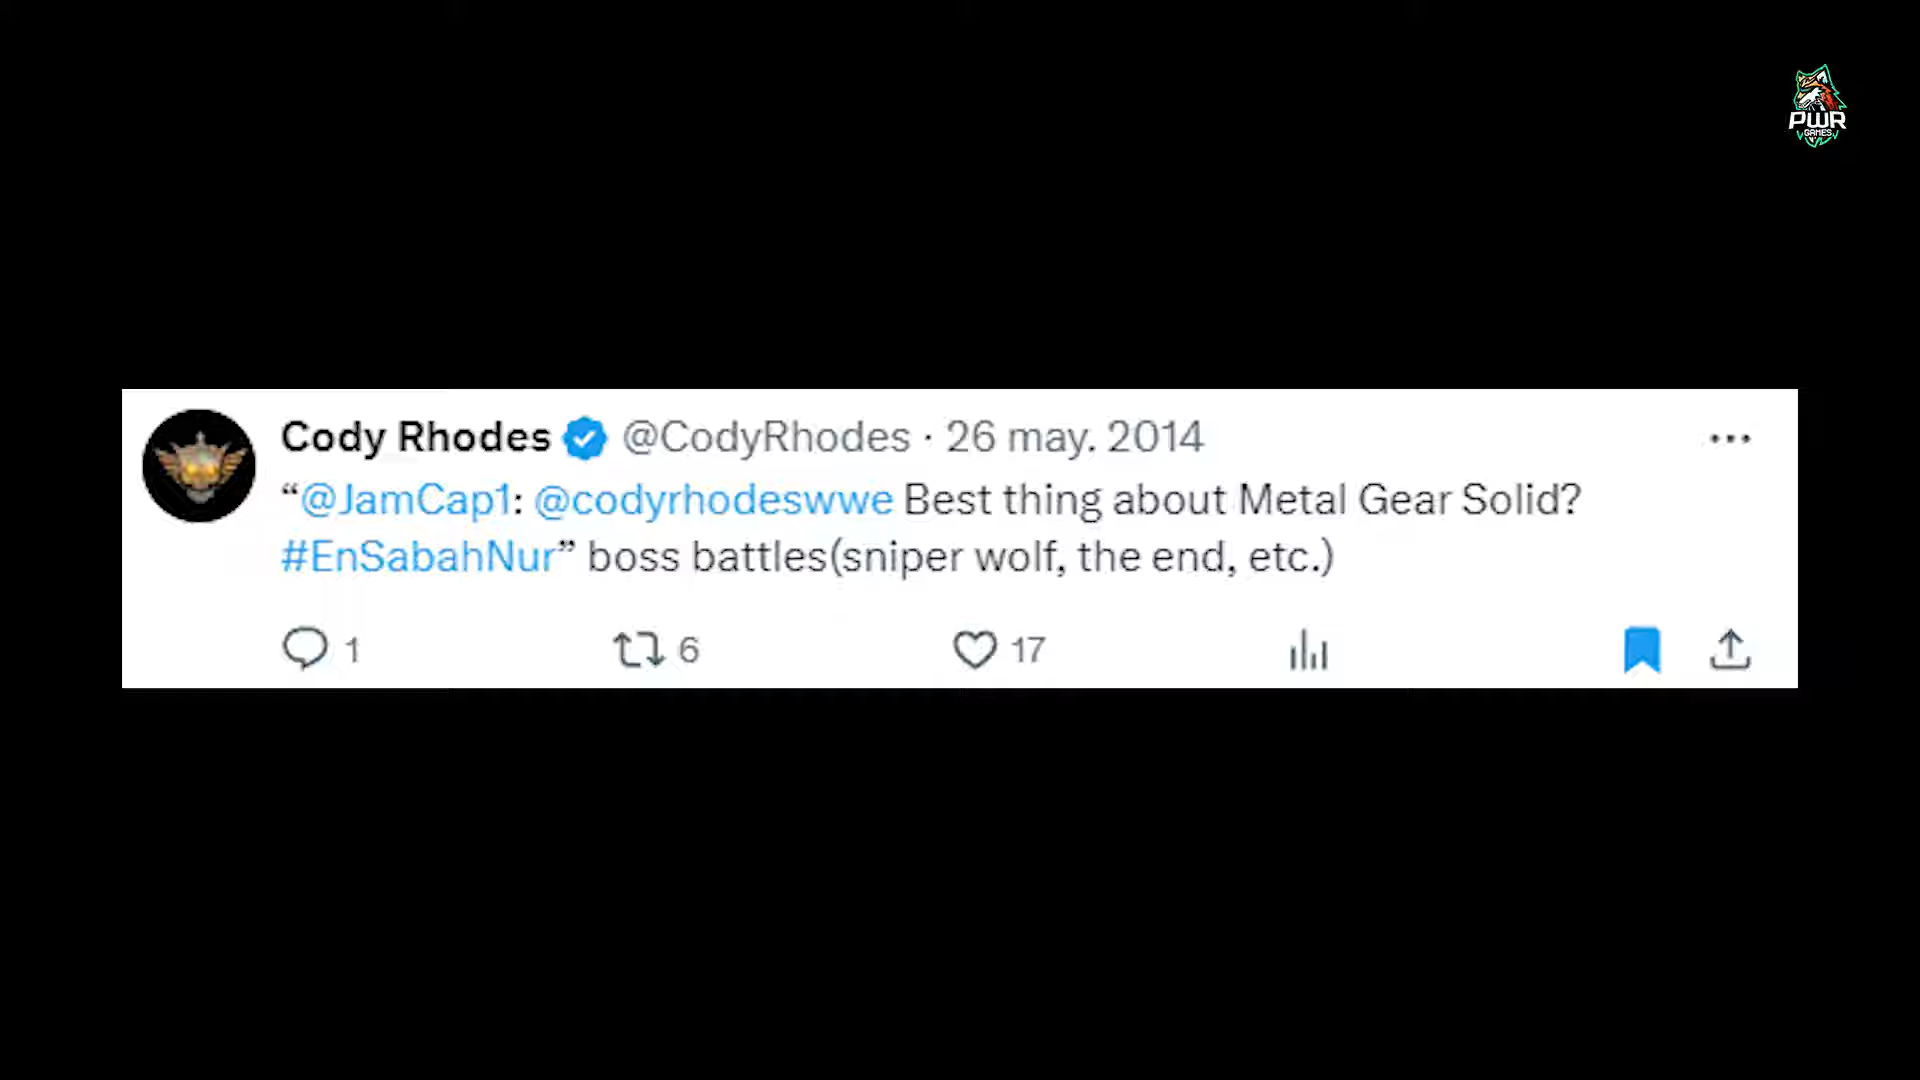 PWR
GAMES
Cody Rhodes @CodyRhodes · 26 may. 2014
“@JamCap1: @codyrhodeswwe Best thing about Metal Gear Solid?
#EnSabahNur” boss battles(sniper wolf, the end, etc.)
1 6 17